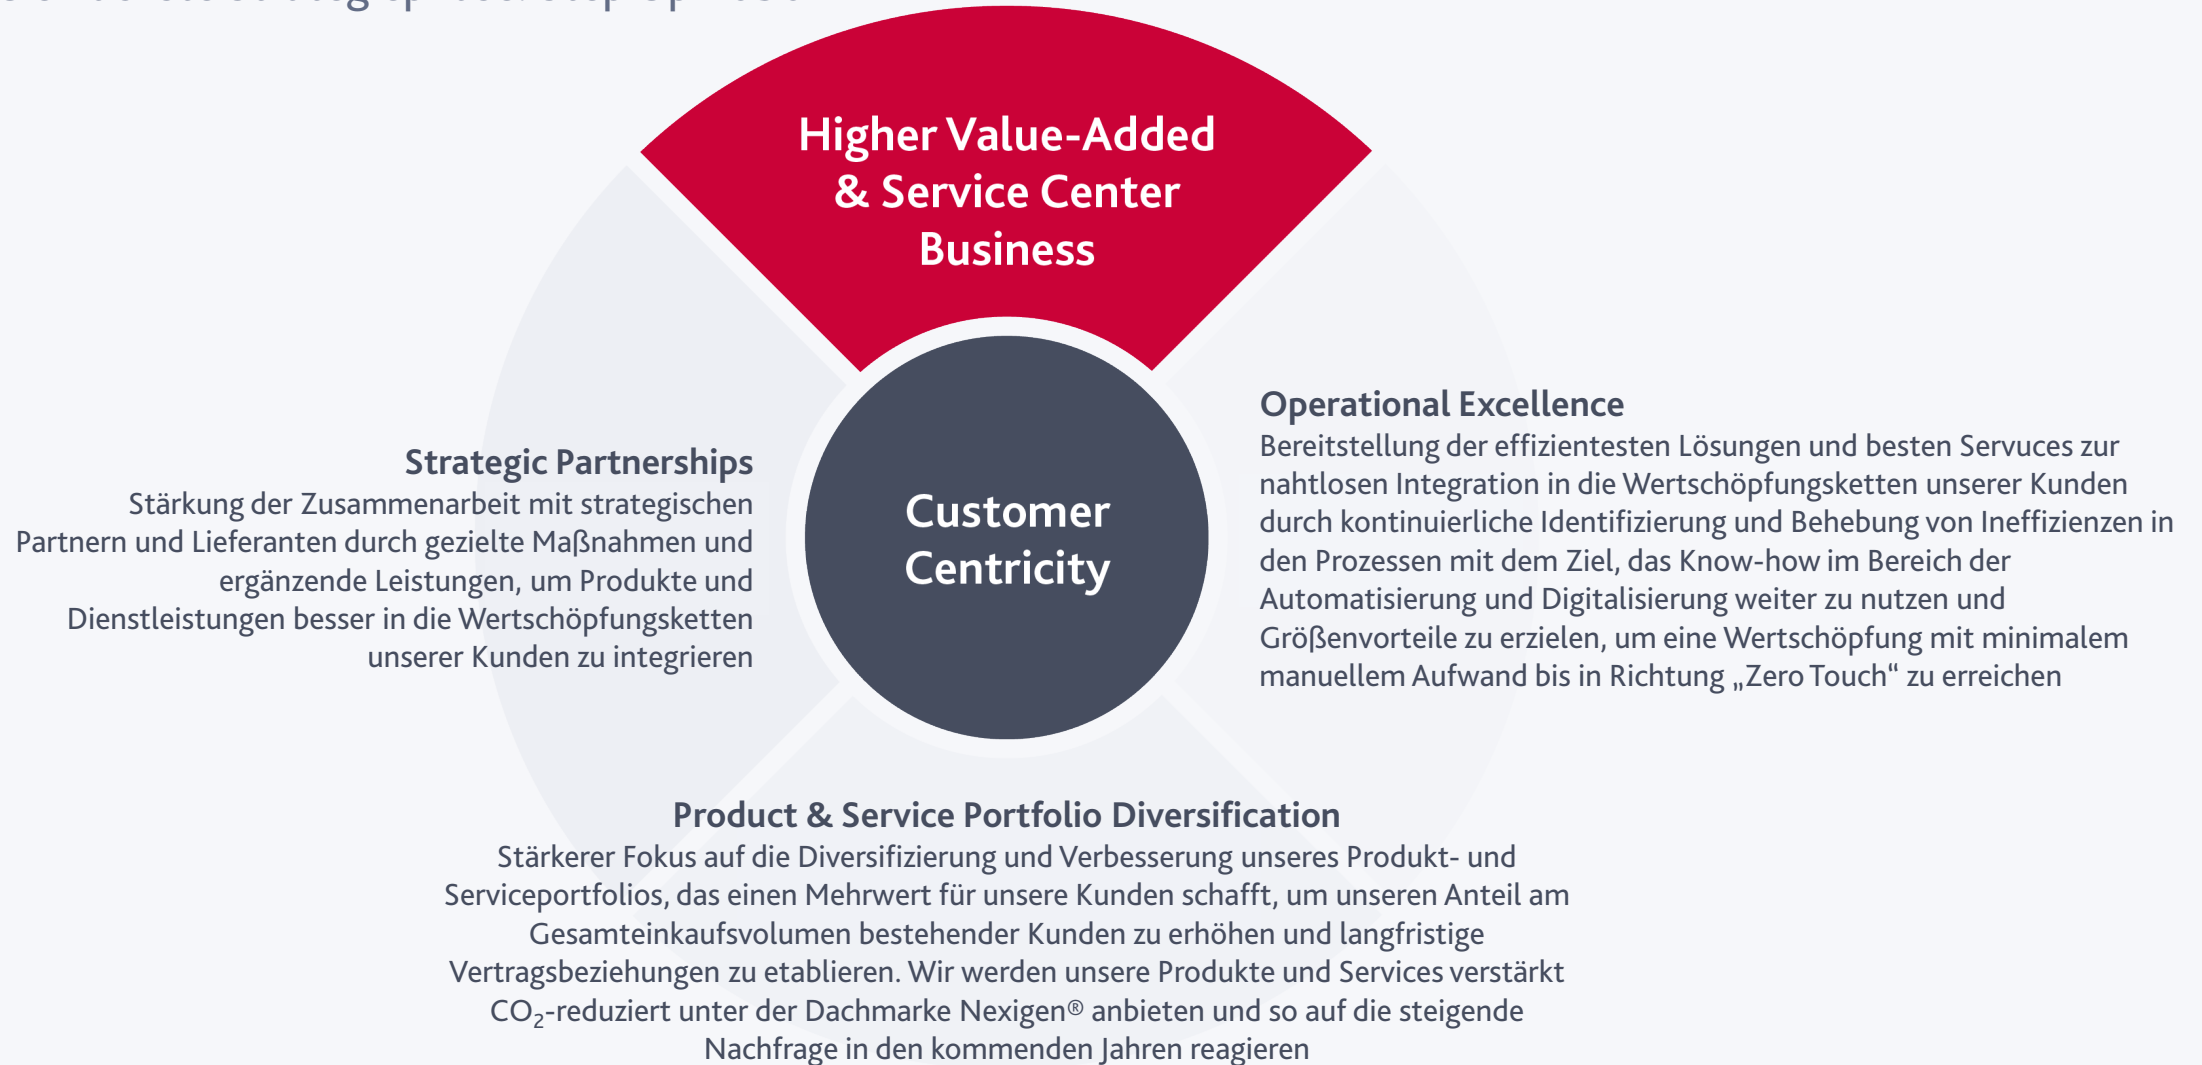 Higher Value-Added
& Service Center
Business
Customer
Centricity
Strategic Partnerships
Stärkung der Zusammenarbeit mit strategischen
Partnern und Lieferanten durch gezielte Maßnahmen und
ergänzende Leistungen, um Produkte und
Dienstleistungen besser in die Wertschöpfungsketten
unserer Kunden zu integrieren
Operational Excellence
Bereitstellung der effizientesten Lösungen und besten Servuces zur
nahtlosen Integration in die Wertschöpfungsketten unserer Kunden
durch kontinuierliche Identifizierung und Behebung von Ineffizienzen in
den Prozessen mit dem Ziel, das Know-how im Bereich der
Automatisierung und Digitalisierung weiter zu nutzen und
Größenvorteile zu erzielen, um eine Wertschöpfung mit minimalem
manuellem Aufwand bis in Richtung „Zero Touch“ zu erreichen
Product & Service Portfolio Diversification
Stärkerer Fokus auf die Diversifizierung und Verbesserung unseres Produkt- und
Serviceportfolios, das einen Mehrwert für unsere Kunden schafft, um unseren Anteil am
Gesamteinkaufsvolumen bestehender Kunden zu erhöhen und langfristige
Vertragsbeziehungen zu etablieren. Wir werden unsere Produkte und Services verstärkt
CO₂-reduziert unter der Dachmarke Nexigen® anbieten und so auf die steigende
Nachfrage in den kommenden Jahren reagieren